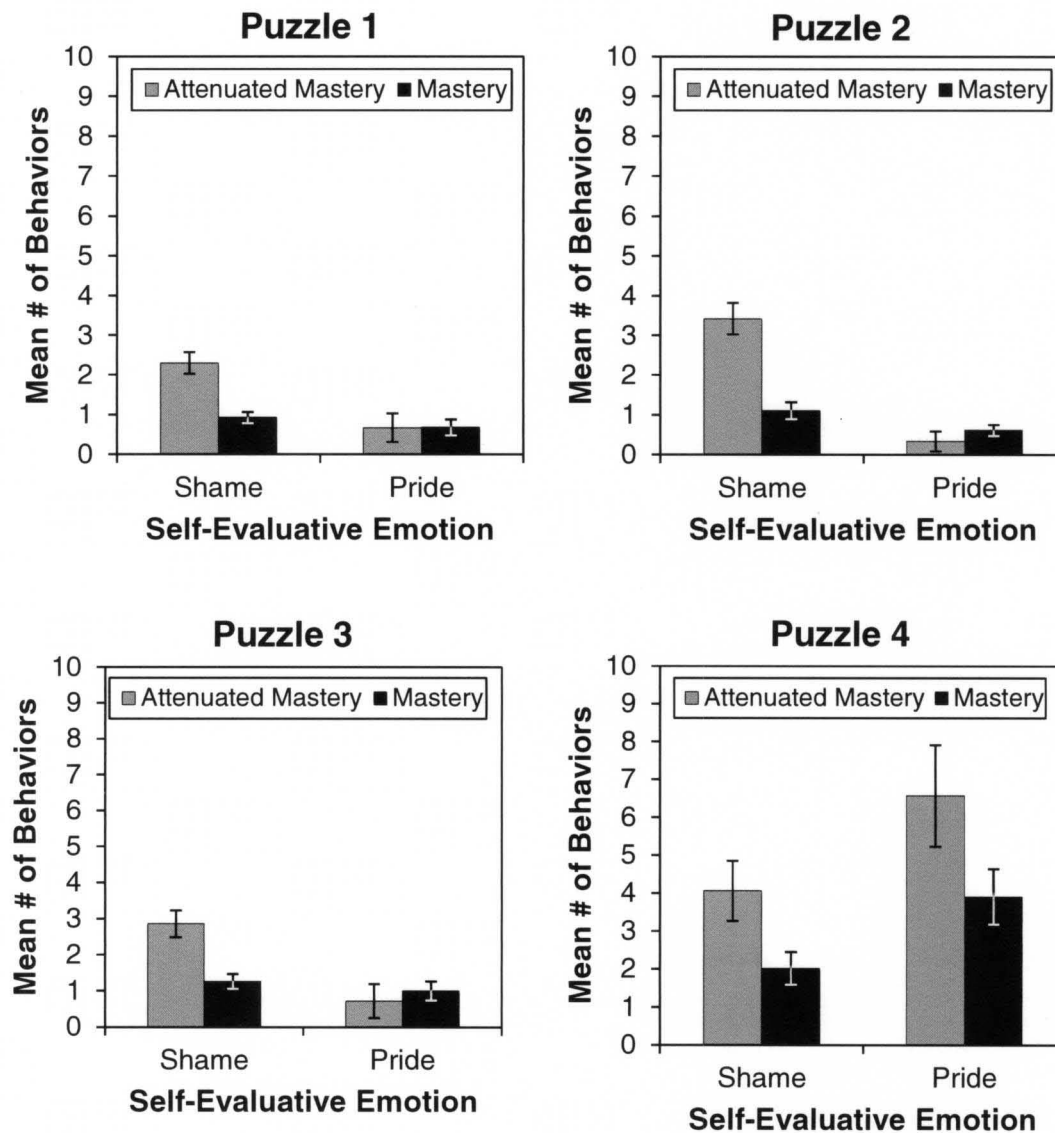 Puzzle 1
Attenuated Mastery Mastery
Mean # of Behaviors
10
9
8
7
6
5
4
3
2
1
0
Shame Pride
Self-Evaluative Emotion
Puzzle 2
Attenuated Mastery Mastery
Mean # of Behaviors
10
9
8
7
6
5
4
3
2
1
0
Shame Pride
Self-Evaluative Emotion
Puzzle 3
Attenuated Mastery Mastery
Mean # of Behaviors
10
9
8
7
6
5
4
3
2
1
0
Shame Pride
Self-Evaluative Emotion
Puzzle 4
Attenuated Mastery Mastery
Mean # of Behaviors
10
9
8
7
6
5
4
3
2
1
0
Shame Pride
Self-Evaluative Emotion